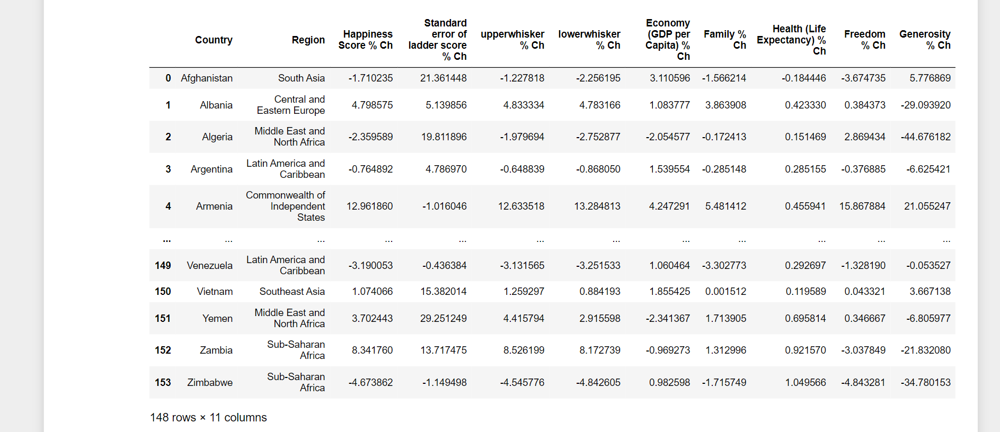 Country Region Happiness Score % Ch Standard error of ladder score % Ch upperwhisker % Ch lowerwhisker % Ch Economy (GDP per Capita) % Ch Family % Ch Health (Life Expectancy) % Ch Freedom % Ch Generosity % Ch
0 Afghanistan South Asia -1.710235 21.361448 -1.227818 -2.256195 3.110596 -1.566214 -0.184446 -3.674735 5.776869
1 Albania Central and Eastern Europe 4.798575 5.139856 4.833334 4.783166 1.083777 3.863908 0.423330 0.384373 -29.093920
2 Algeria Middle East and North Africa -2.359589 19.811896 -1.979694 -2.752877 -2.054577 -0.172413 0.151469 2.869434 -44.676182
3 Argentina Latin America and Caribbean -0.764892 4.786970 -0.648839 -0.868050 1.539554 -0.285148 0.285155 -0.376885 -6.625421
4 Armenia Commonwealth of Independent States 12.961860 -1.016046 12.633518 13.284813 4.247291 5.481412 0.455941 15.867884 21.055247
... ... ... ... ... ... ... ... ... ... ... ...
149 Venezuela Latin America and Caribbean -3.190053 -0.436384 -3.131565 -3.251533 1.060464 -3.302773 0.292697 -1.328190 -0.053527
150 Vietnam Southeast Asia 1.074066 15.382014 1.259297 0.884193 1.855425 0.001512 0.119589 0.043321 3.667138
151 Yemen Middle East and North Africa 3.702443 29.251249 4.415794 2.915598 -2.341367 1.713905 0.695814 0.346667 -6.805977
152 Zambia Sub-Saharan Africa 8.341760 13.717475 8.526199 8.172739 -0.969273 1.312996 0.921570 -3.037849 -21.832080
153 Zimbabwe Sub-Saharan Africa -4.673862 -1.149498 -4.545776 -4.842605 0.982598 -1.715749 1.049566 -4.843281 -34.780153
148 rows × 11 columns